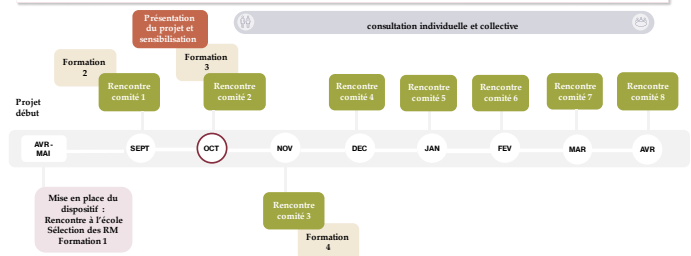 Présentation
du projet et
sensibilisation
consultation individuelle et collective
Formation
2
Formation
3
Rencontre
comité 1
Rencontre
comité 2
Rencontre
comité 4
Rencontre
comité 5
Rencontre
comité 6
Rencontre
comité 7
Rencontre
comité 8
Projet
début
AVR-
MAI
SEPT
OCT
NOV
DEC
JAN
FEV
MAR
AVR
Mise en place du
dispositif :
Rencontre à l'école
Sélection des RM
Formation 1
Rencontre
comité 3
Formation
4